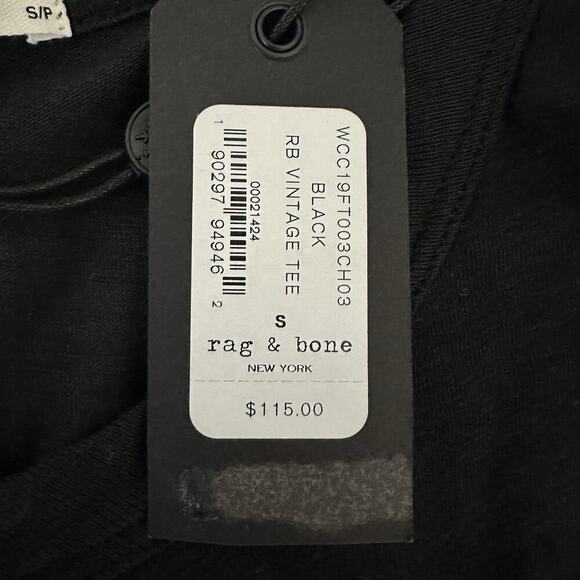 S/P
WCC19FT003CH03
BLACK
RB VINTAGE TEE
00021424
1 90297 94946 2
S
rag & bone
NEW YORK
$115.00